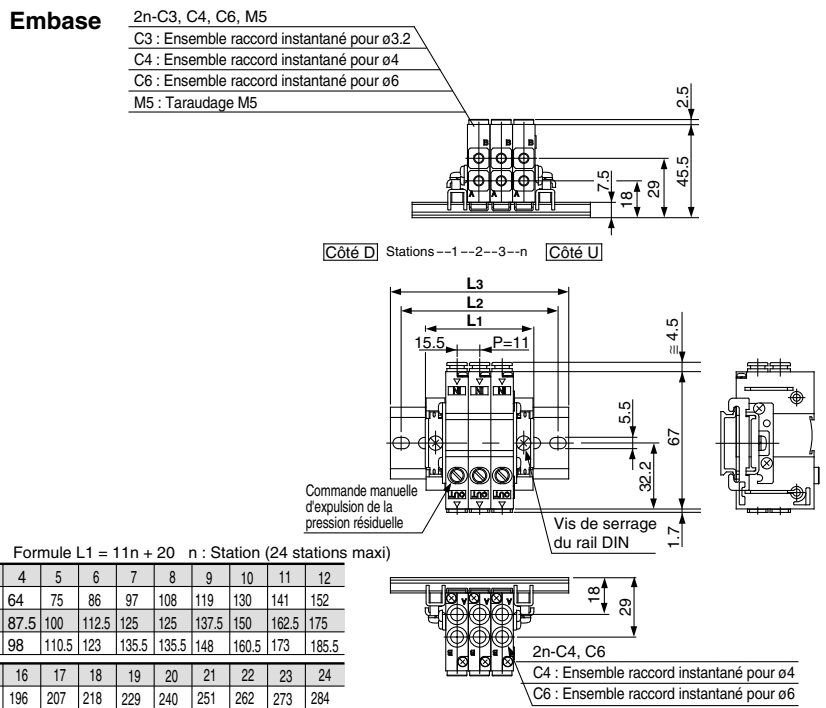 Embase
2n-C3, C4, C6, M5
C3 : Ensemble raccord instantané pour ø3.2
C4 : Ensemble raccord instantané pour ø4
C6 : Ensemble raccord instantané pour ø6
M5 : Taraudage M5
2.5
45.5
29
18
7.5
B B B
A A A
Côté D Stations--1--2--3--n Côté U
L3
L2
L1
15.5 P=11
≅ 4.5
IN IN IN
5.5
67
32.2
OUT OUT OUT
1.7
Commande manuelle
d'expulsion de la
pression résiduelle
Vis de serrage
du rail DIN
Formule L1 = 11n + 20 n : Station (24 stations maxi)
4 5 6 7 8 9 10 11 12
64 75 86 97 108 119 130 141 152
87.5 100 112.5 125 125 137.5 150 162.5 175
98 110.5 123 135.5 135.5 148 160.5 173 185.5
16 17 18 19 20 21 22 23 24
196 207 218 229 240 251 262 273 284
18
29
A A A
B B B
2n-C4, C6
C4 : Ensemble raccord instantané pour ø4
C6 : Ensemble raccord instantané pour ø6